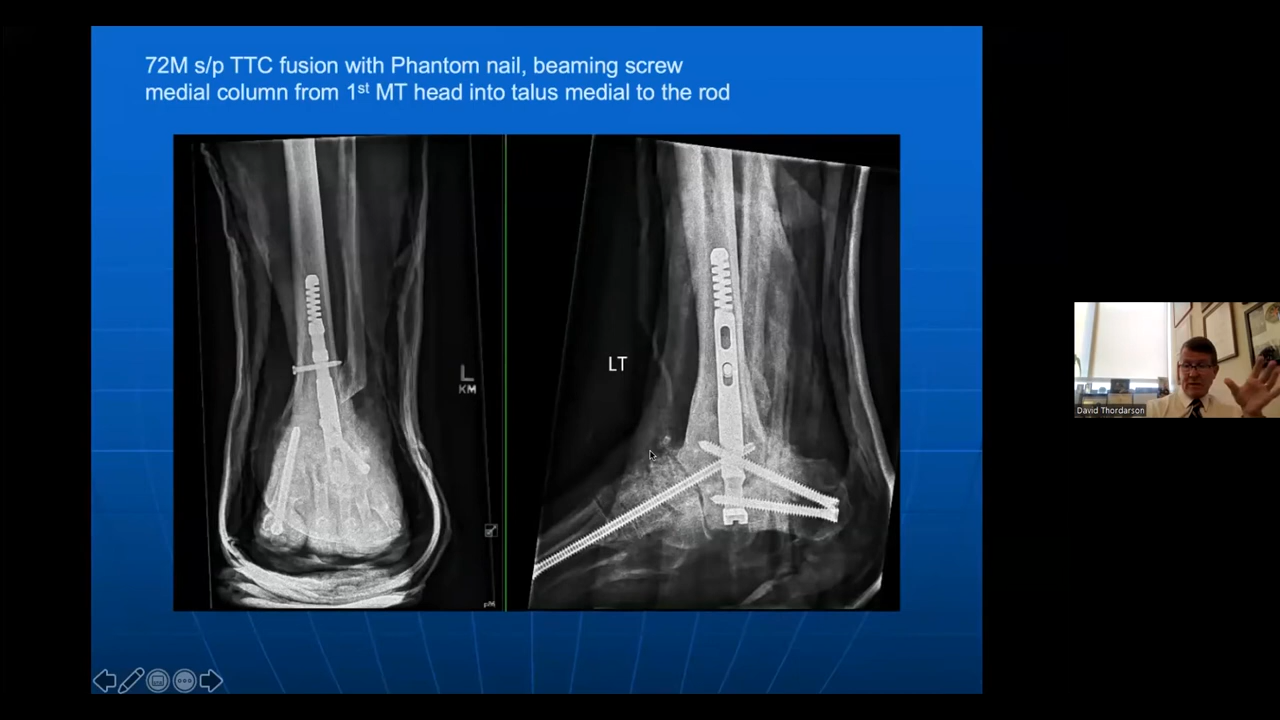 72M s/p TTC fusion with Phantom nail, beaming screw
medial column from 1st MT head into talus medial to the rod
L
KM
LT
David Thordarson